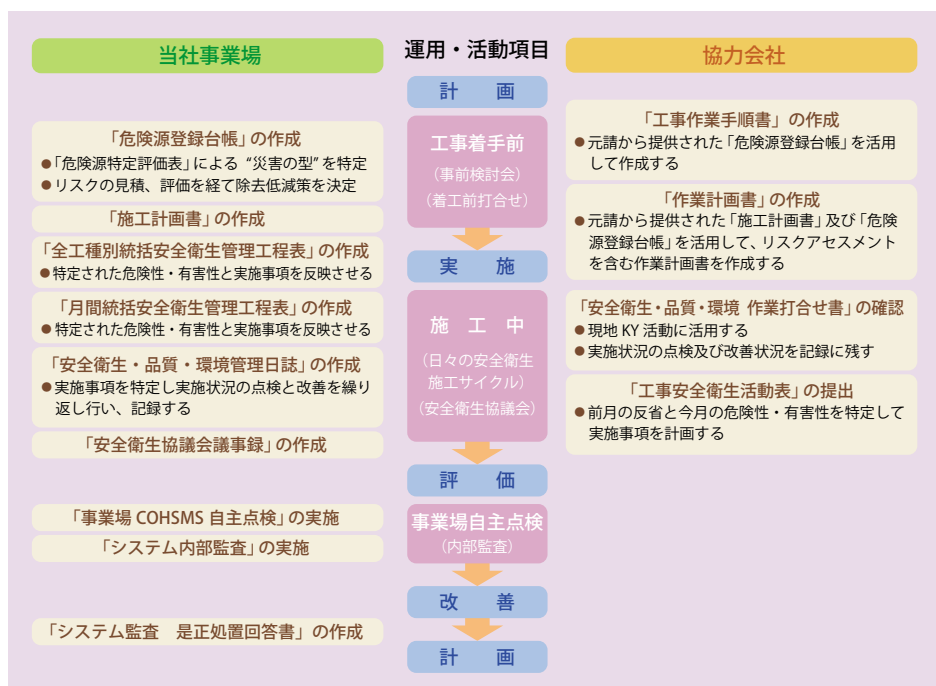 当社事業場
運用・活動項目
協力会社
計　画
「危険源登録台帳」の作成
●「危険源特定評価表」による “災害の型” を特定
● リスクの見積、評価を経て除去低減策を決定
「施工計画書」の作成
「全工種別統括安全衛生管理工程表」の作成
● 特定された危険性・有害性と実施事項を反映させる
工事着手前
（事前検討会）
（着工前打合せ）
「工事作業手順書」の作成
● 元請から提供された「危険源登録台帳」を活用
して作成する
「作業計画書」の作成
● 元請から提供された「施工計画書」及び「危険
源登録台帳」を活用して、リスクアセスメント
を含む作業計画書を作成する
実　施
「月間統括安全衛生管理工程表」の作成
● 特定された危険性・有害性と実施事項を反映させる
「安全衛生・品質・環境管理日誌」の作成
● 実施事項を特定し実施状況の点検と改善を繰り
返し行い、記録する
「安全衛生協議会議事録」の作成
施　工　中
（日々の安全衛生
施工サイクル）
（安全衛生協議会）
「安全衛生・品質・環境 作業打合せ書」の確認
● 現地 KY 活動に活用する
● 実施状況の点検及び改善状況を記録に残す
「工事安全衛生活動表」の提出
● 前月の反省と今月の危険性・有害性を特定して
実施事項を計画する
評　価
「事業場 COHSMS 自主点検」の実施
「システム内部監査」の実施
事業場自主点検
（内部監査）
改　善
「システム監査　是正処置回答書」の作成
計　画